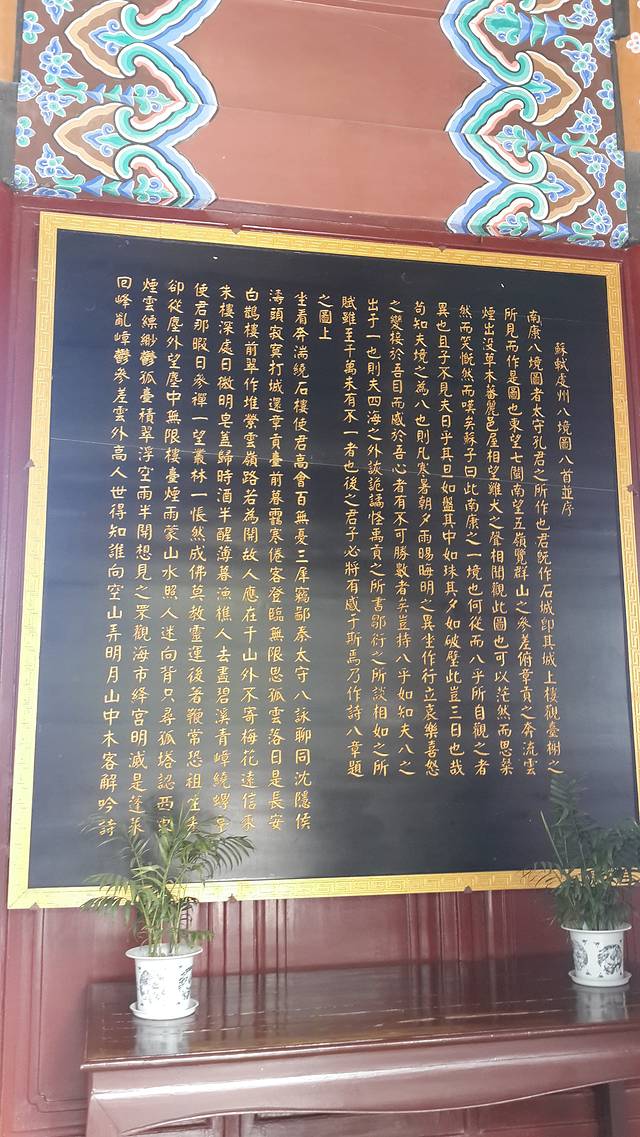 蘇軾虔州八境圖八首並序
南康八境圖者太守孔君之所作也君旣作石城卽其城上樓觀臺榭之
所見而作是圖也東望七閩南望五嶺覽群山之參差俯章貢之奔流雲
煙出没草木蕃麗邑屋相望雞犬之聲相聞觀此圖也可以茫然而思粲
然而笑慨然而嘆矣蘇子曰此南康之一境也何從而八乎所自觀之者
異也且子不見夫日乎其旦如盤其中如珠其夕如破璧此豈三日也哉
苟知夫境之為八也則凡寒暑朝夕雨暘晦明之異坐作行立哀樂喜怒
之變接於吾目而感於吾心者有不可勝數者矣豈持八乎如知夫八之
出于一也則夫四海之外詼詭譎怪禹貢之所書鄒衍之所談相如之所
賦雖至千萬未有不一者也後之君子必將有感于斯焉乃作詩八章題
之圖上
坐看奔湍繞石樓使君高會百無憂三犀竊鄙秦太守八詠聊同沈隱侯
濤頭寂寞打城還章貢臺前暮靄寒倦客登臨無限思孤雲落日是長安
白鵲樓前翠作堆縈雲嶺路若為開故人應在千山外不寄梅花遠信來
朱樓深處日微明皁蓋歸時酒半醒薄暮漁樵人去盡碧溪青嶂繞螺亭
使君那暇日參禪一望叢林一悵然成佛莫教靈運後著鞭常恐祖生先
卻從塵外望塵中無限樓臺煙雨蒙山水照人迷向背只尋孤塔認西東
煙雲縹緲鬱孤臺積翠浮空雨半開想見之罘觀海市絳宮明滅是蓬萊
回峰亂嶂鬱參差雲外高人世得知誰向空山弄明月山中木客解吟詩